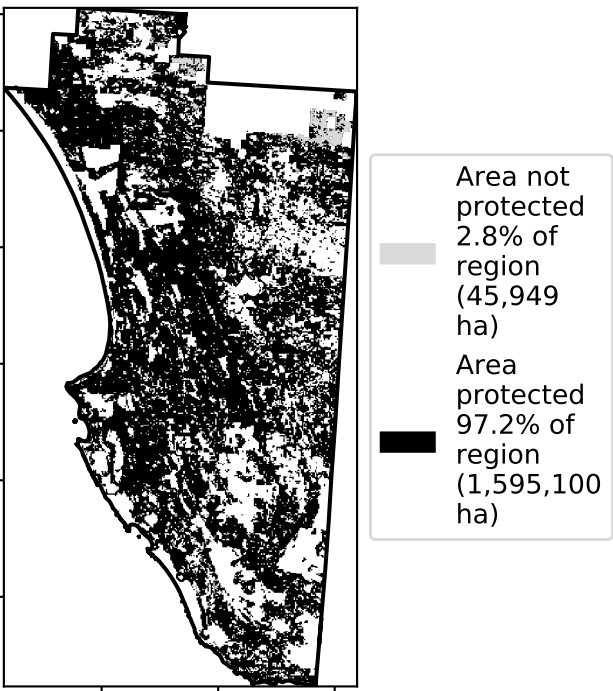 Area not
protected
2.8% of
region
(45,949
ha)
Area
protected
97.2% of
region
(1,595,100
ha)